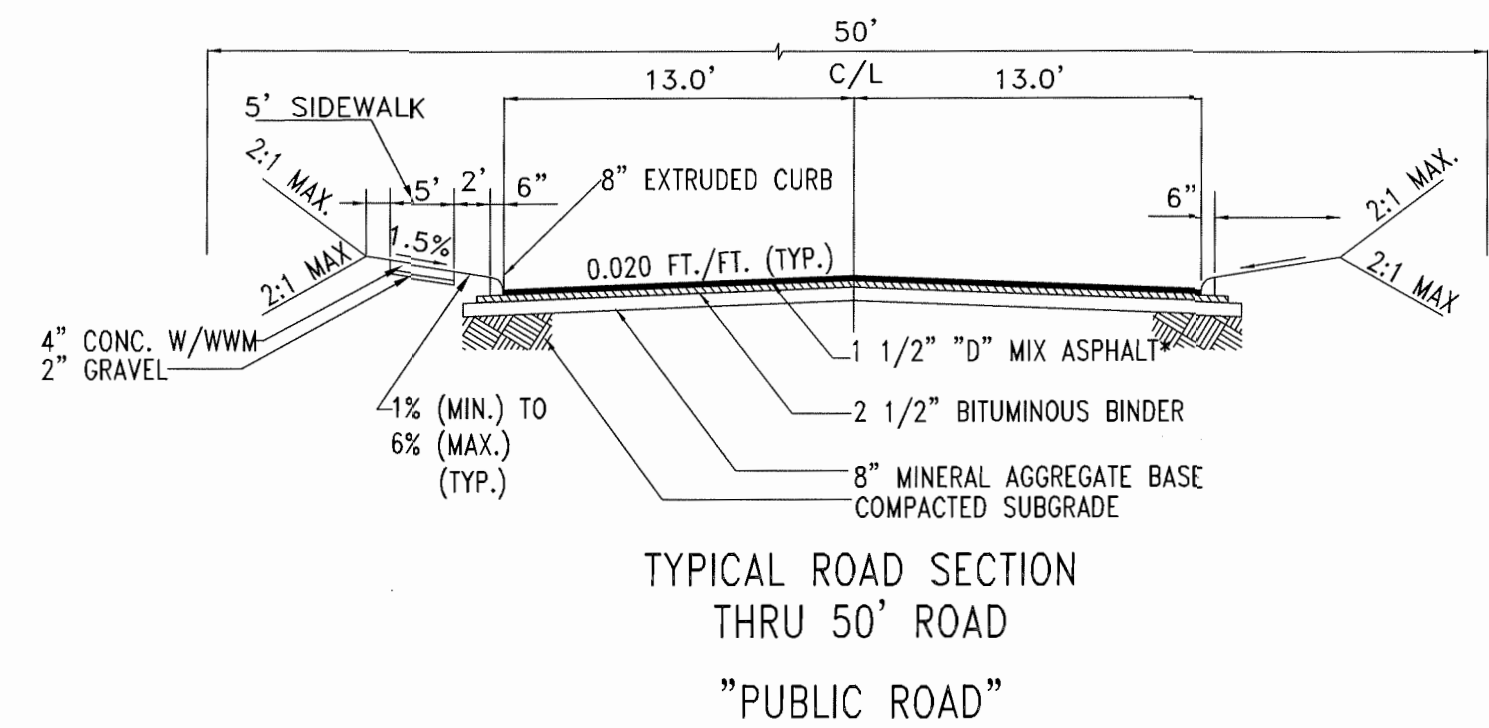 50'
13.0'
C/L
13.0'
5' SIDEWALK
2:1 MAX.
5'
2'
6"
8" EXTRUDED CURB
6"
2:1 MAX.
1.5%
0.020 FT./FT. (TYP.)
2:1 MAX
2:1 MAX
4" CONC. W/WWM
2" GRAVEL
1 1/2" "D" MIX ASPHALT*
1% (MIN.) TO
6% (MAX.)
(TYP.)
2 1/2" BITUMINOUS BINDER
8" MINERAL AGGREGATE BASE
COMPACTED SUBGRADE
TYPICAL ROAD SECTION
THRU 50' ROAD
"PUBLIC ROAD"